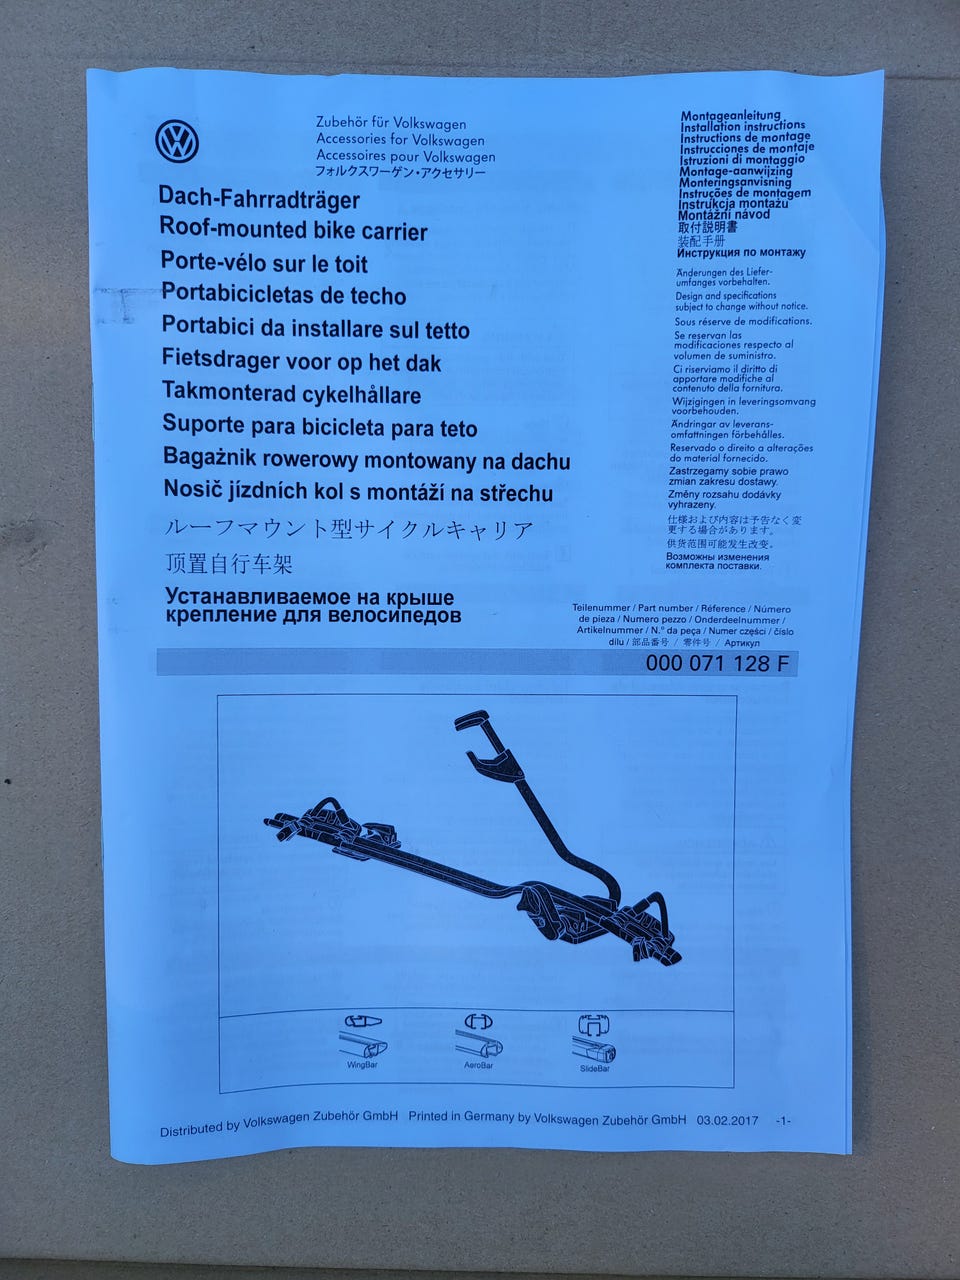 Zubehör für Volkswagen
Accessories for Volkswagen
Accessoires pour Volkswagen
フォルクスワーゲン・アクセサリー
Dach-Fahrradträger
Roof-mounted bike carrier
Porte-vélo sur le toit
Portabicicletas de techo
Portabici da installare sul tetto
Fietsdrager voor op het dak
Takmonterad cykelhållare
Suporte para bicicleta para teto
Bagażnik rowerowy montowany na dachu
Nosič jízdních kol s montáží na střechu
ルーフマウント型サイクルキャリア
顶置自行车架
Устанавливаемое на крыше
крепление для велосипедов
Montageanleitung
Installation instructions
Instructions de montage
Instrucciones de montaje
Istruzioni di montaggio
Montage-aanwijzing
Monteringsanvisning
Instruções de montagem
Instrukcja montażu
Montážní návod
取付説明書
装配手册
Инструкция по монтажу
Änderungen des Liefer-
umfanges vorbehalten.
Design and specifications
subject to change without notice.
Sous réserve de modifications.
Se reservan las
modificaciones respecto al
volumen de suministro.
Ci riserviamo il diritto di
apportare modifiche al
contenuto della fornitura.
Wijzigingen in leveringsomvang
voorbehouden.
Ändringar av leverans-
omfattningen förbehålles.
Reservado o direito a alterações
do material fornecido.
Zastrzegamy sobie prawo
zmian zakresu dostawy.
Změny rozsahu dodávky
vyhrazeny.
仕様および内容は予告なく変
更する場合があります。
供货范围可能发生改变。
Возможны изменения
комплекта поставки.
Teilenummer / Part number / Réference / Número
de pieza / Numero pezzo / Onderdeelnummer /
Artikelnummer / N.° da peça / Numer części / číslo
dílu / 部品番号 / 零件号 / Артикул
000 071 128 F
WingBar
AeroBar
SlideBar
Distributed by Volkswagen Zubehör GmbH Printed in Germany by Volkswagen Zubehör GmbH 03.02.2017 -1-